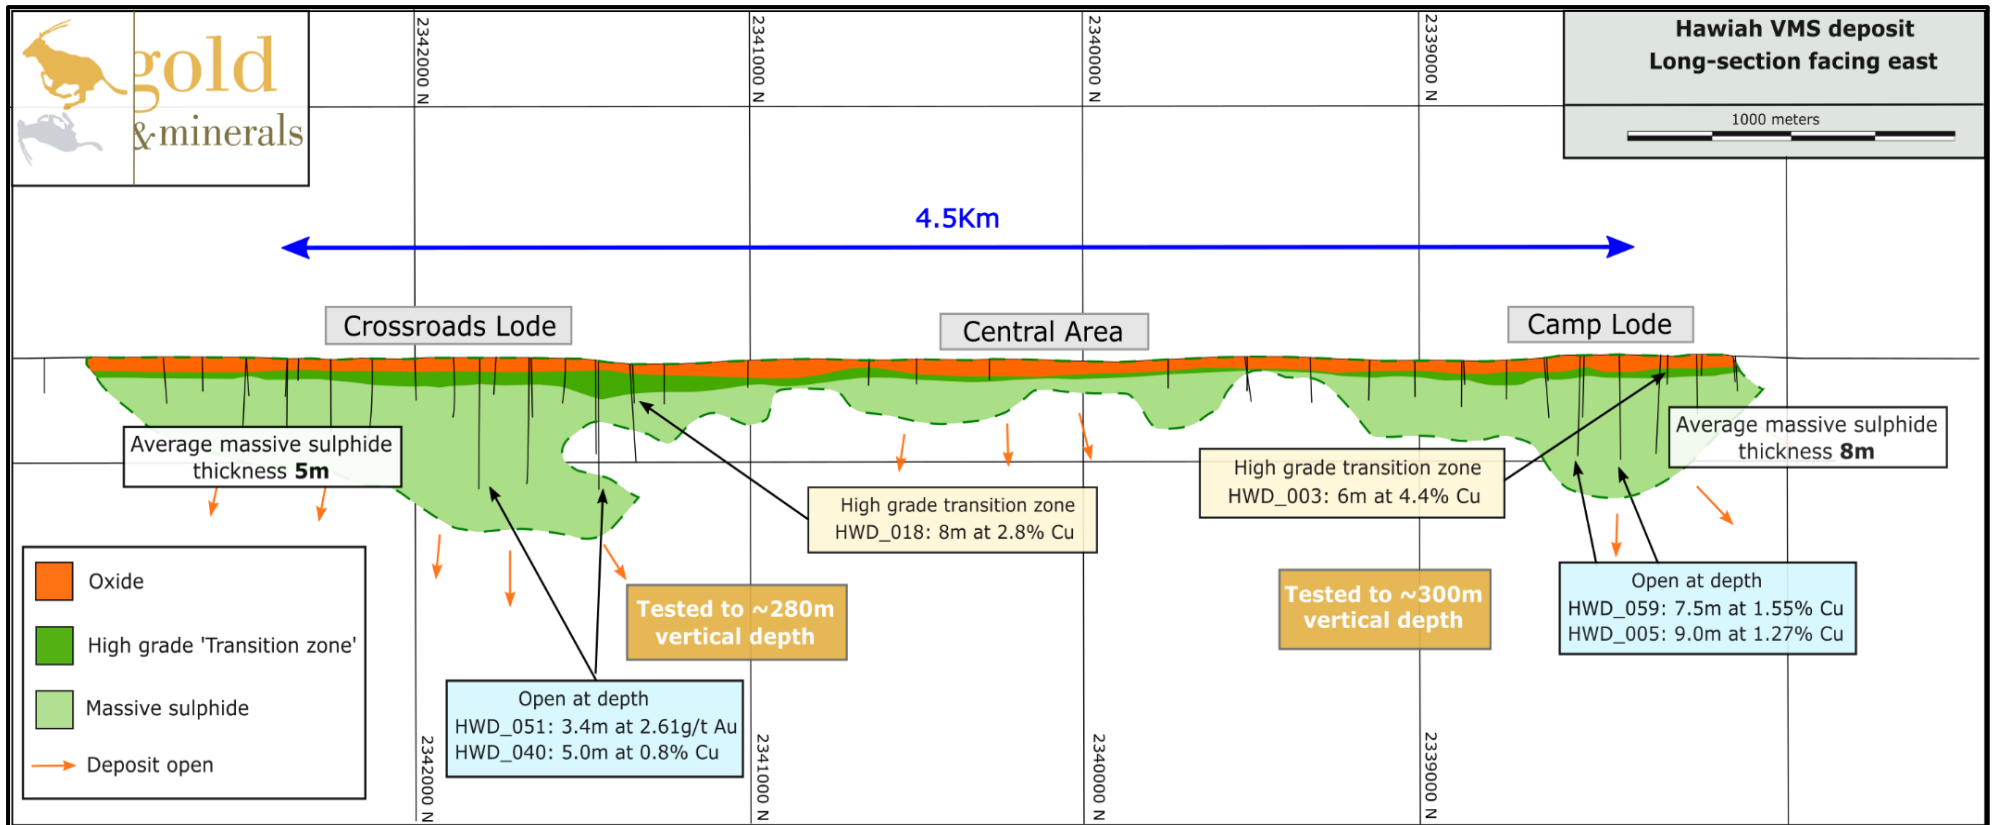 gold
&minerals
2342000 N
2341000 N
2340000 N
2339000 N
Hawiah VMS deposit
Long-section facing east
1000 meters
4.5Km
Crossroads Lode
Central Area
Camp Lode
Average massive sulphide
thickness 5m
High grade transition zone
HWD_018: 8m at 2.8% Cu
High grade transition zone
HWD_003: 6m at 4.4% Cu
Average massive sulphide
thickness 8m
Oxide
High grade 'Transition zone'
Massive sulphide
Deposit open
Tested to ~280m
vertical depth
Tested to ~300m
vertical depth
Open at depth
HWD_059: 7.5m at 1.55% Cu
HWD_005: 9.0m at 1.27% Cu
Open at depth
HWD_051: 3.4m at 2.61g/t Au
HWD_040: 5.0m at 0.8% Cu
2342000 N
2341000 N
2340000 N
2339000 N